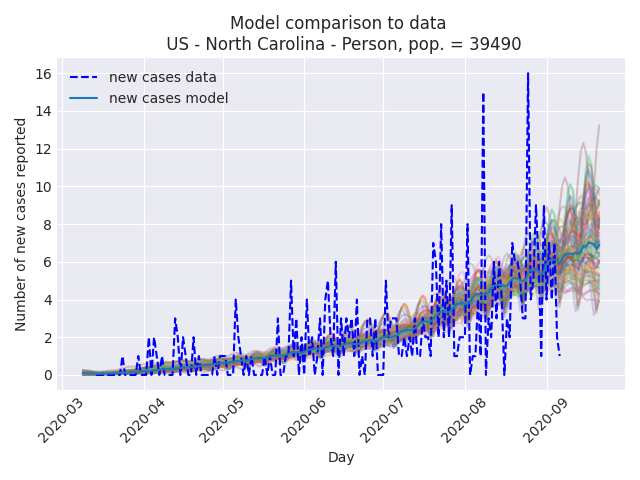 Model comparison to data
US - North Carolina - Person, pop. = 39490
new cases data
new cases model
Number of new cases reported
16
14
12
10
8
6
4
2
0
2020-03
2020-04
2020-05
2020-06
2020-07
2020-08
2020-09
Day